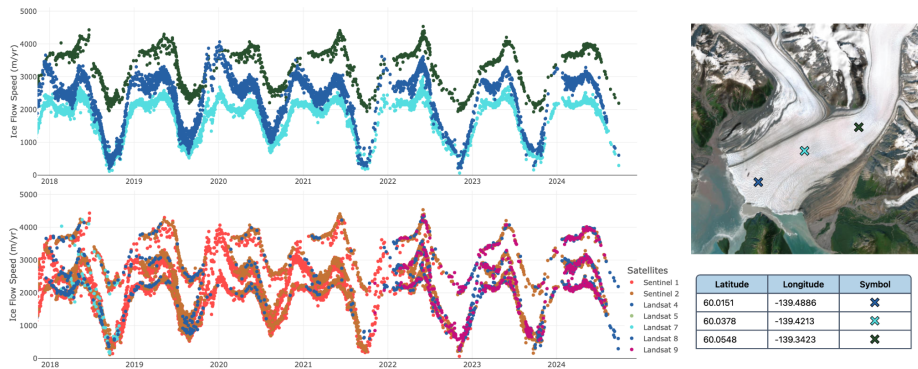 5000
4000
3000
2000
1000
0
Ice Flow Speed (m/yr)
2018 2019 2020 2021 2022 2023 2024
5000
4000
3000
2000
1000
0
Ice Flow Speed (m/yr)
2018 2019 2020 2021 2022 2023 2024
Satellites
Sentinel 1
Sentinel 2
Landsat 4
Landsat 5
Landsat 7
Landsat 8
Landsat 9
Latitude Longitude Symbol
60.0151 -139.4886
60.0378 -139.4213
60.0548 -139.3423